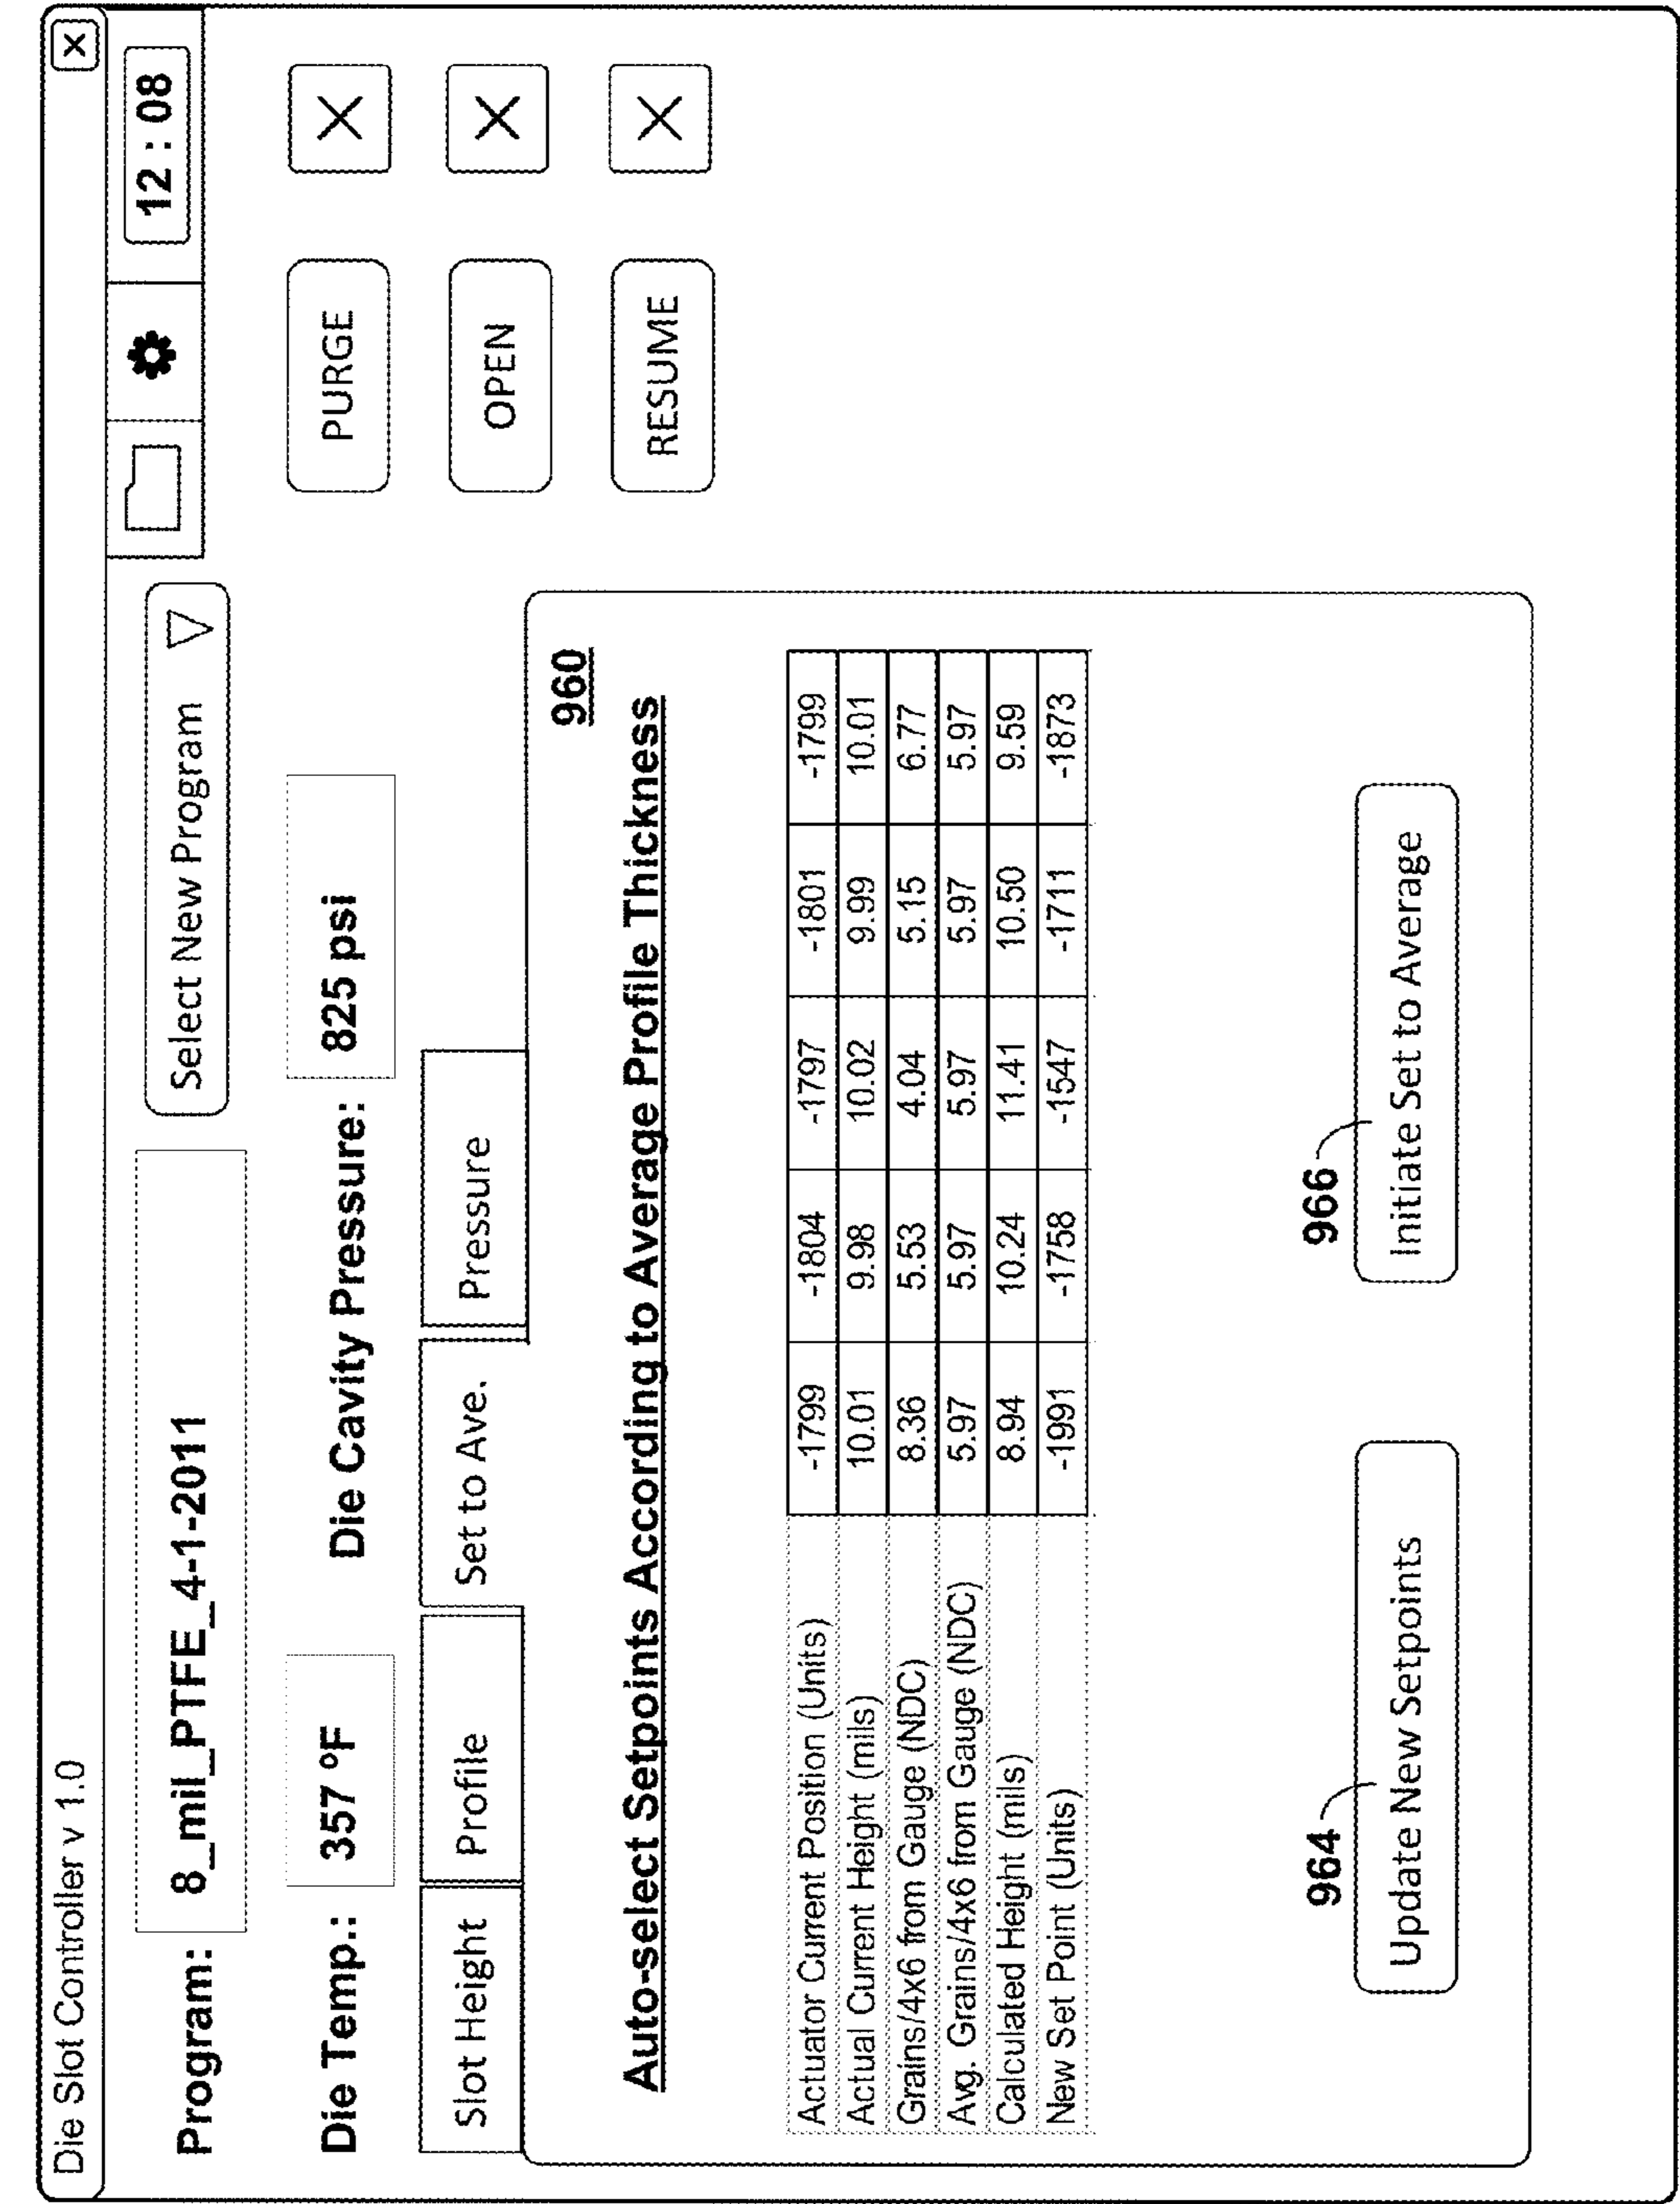 Die Slot Controller v 1.0
12 : 08
Program: 8_mil_PTFE_4-1-2011 Select New Program
Die Temp.: 357 °F Die Cavity Pressure: 825 psi PURGE
Slot Height Profile Set to Ave. Pressure OPEN
960
Auto-select Setpoints According to Average Profile Thickness RESUME
Actuator Current Position (Units) -1799 -1804 -1797 -1801 -1799
Actual Current Height (mils) 10.01 9.98 10.02 9.99 10.01
Grains/4x6 from Gauge (NDC) 8.36 5.53 4.04 5.15 6.77
Avg. Grains/4x6 from Gauge (NDC) 5.97 5.97 5.97 5.97 5.97
Calculated Height (mils) 8.94 10.24 11.41 10.50 9.59
New Set Point (Units) -1991 -1758 -1547 -1711 -1873
964 966
Update New Setpoints Initiate Set to Average